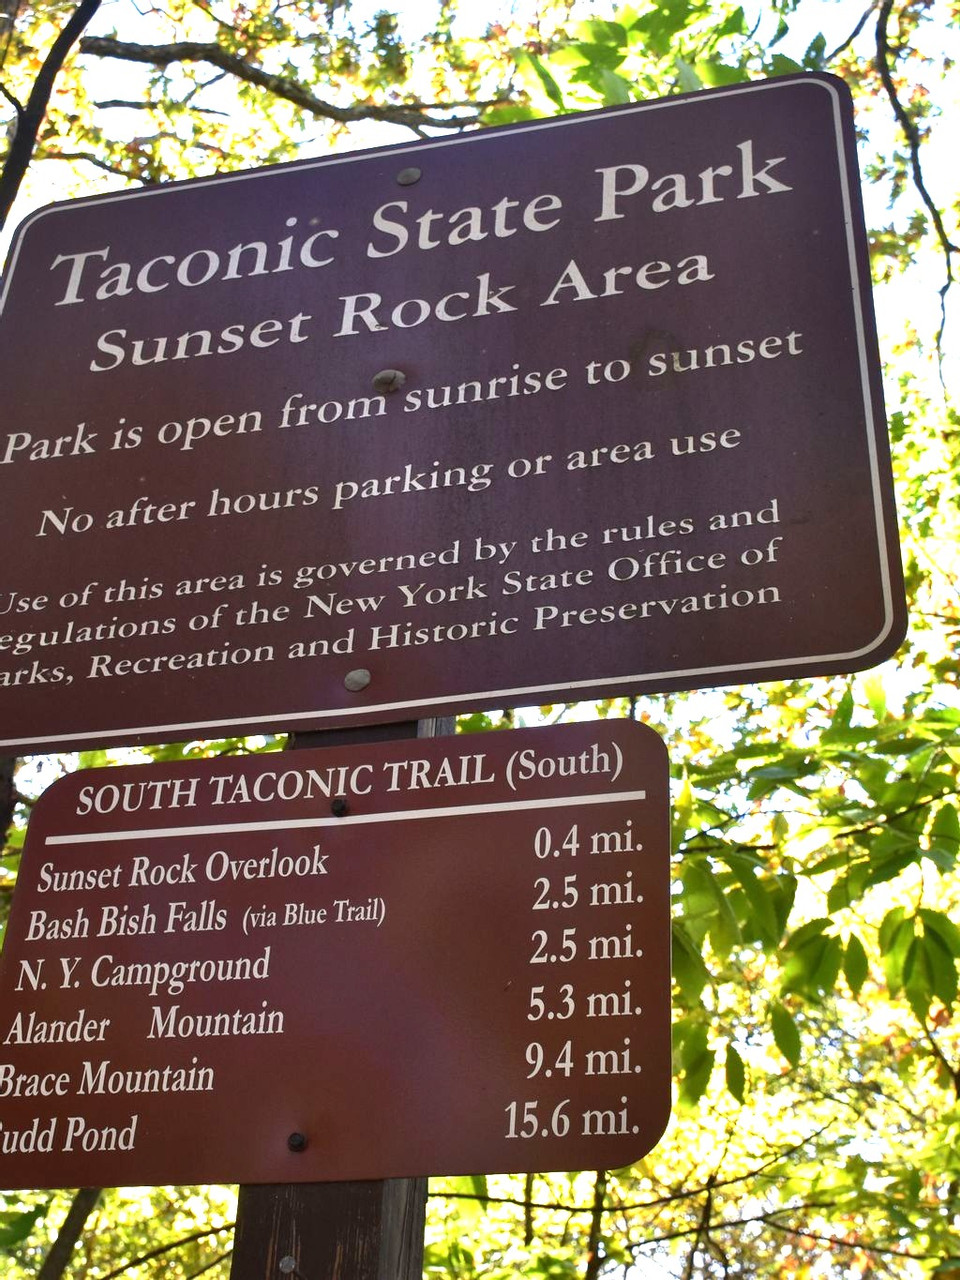 Taconic State Park
Sunset Rock Area
Park is open from sunrise to sunset
No after hours parking or area use
Use of this area is governed by the rules and
egulations of the New York State Office of
arks, Recreation and Historic Preservation
SOUTH TACONIC TRAIL (South)
Sunset Rock Overlook 0.4 mi.
Bash Bish Falls (via Blue Trail) 2.5 mi.
N. Y. Campground 2.5 mi.
Alander Mountain 5.3 mi.
Brace Mountain 9.4 mi.
udd Pond 15.6 mi.